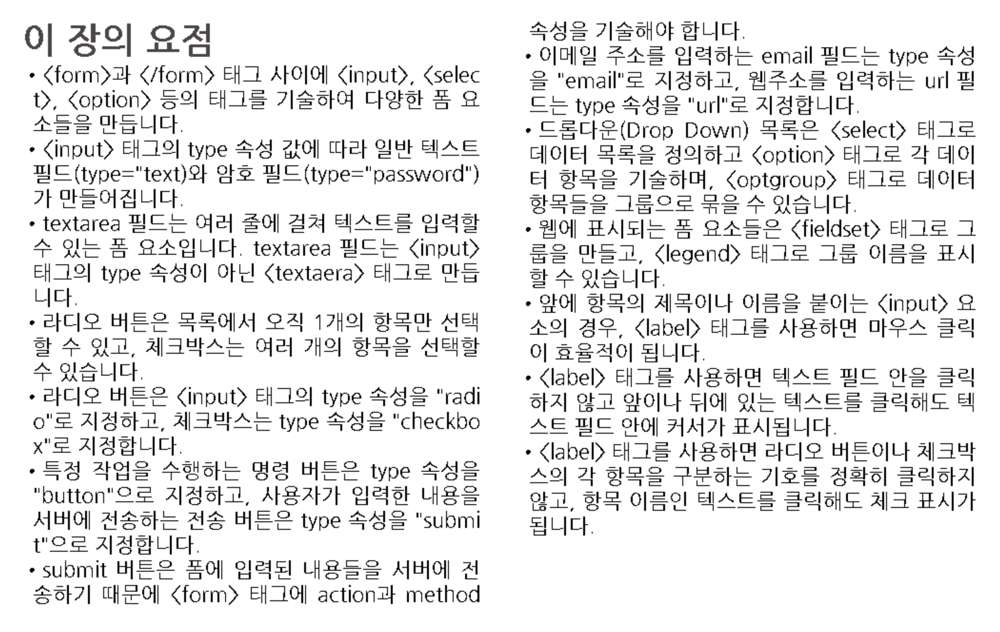 이 장의 요점
• 〈form〉과 〈/form〉 태그 사이에 〈input〉, 〈selec
t〉, 〈option〉 등의 태그를 기술하여 다양한 폼 요
소들을 만듭니다.
• 〈input〉 태그의 type 속성 값에 따라 일반 텍스트
필드(type="text)와 암호 필드(type="password")
가 만들어집니다.
• textarea 필드는 여러 줄에 걸쳐 텍스트를 입력할
수 있는 폼 요소입니다. textarea 필드는 〈input〉
태그의 type 속성이 아닌 〈textaera〉 태그로 만듭
니다.
• 라디오 버튼은 목록에서 오직 1개의 항목만 선택
할 수 있고, 체크박스는 여러 개의 항목을 선택할
수 있습니다.
• 라디오 버튼은 〈input〉 태그의 type 속성을 "radi
o"로 지정하고, 체크박스는 type 속성을 "checkbo
x"로 지정합니다.
• 특정 작업을 수행하는 명령 버튼은 type 속성을
"button"으로 지정하고, 사용자가 입력한 내용을
서버에 전송하는 전송 버튼은 type 속성을 "submi
t"으로 지정합니다.
• submit 버튼은 폼에 입력된 내용들을 서버에 전
송하기 때문에 〈form〉 태그에 action과 method
속성을 기술해야 합니다.
• 이메일 주소를 입력하는 email 필드는 type 속성
을 "email"로 지정하고, 웹주소를 입력하는 url 필
드는 type 속성을 "url"로 지정합니다.
• 드롭다운(Drop Down) 목록은 〈select〉 태그로
데이터 목록을 정의하고 〈option〉 태그로 각 데이
터 항목을 기술하며, 〈optgroup〉 태그로 데이터
항목들을 그룹으로 묶을 수 있습니다.
• 웹에 표시되는 폼 요소들은 〈fieldset〉 태그로 그
룹을 만들고, 〈legend〉 태그로 그룹 이름을 표시
할 수 있습니다.
• 앞에 항목의 제목이나 이름을 붙이는 〈input〉 요
소의 경우, 〈label〉 태그를 사용하면 마우스 클릭
이 효율적이 됩니다.
• 〈label〉 태그를 사용하면 텍스트 필드 안을 클릭
하지 않고 앞이나 뒤에 있는 텍스트를 클릭해도 텍
스트 필드 안에 커서가 표시됩니다.
• 〈label〉 태그를 사용하면 라디오 버튼이나 체크박
스의 각 항목을 구분하는 기호를 정확히 클릭하지
않고, 항목 이름인 텍스트를 클릭해도 체크 표시가
됩니다.